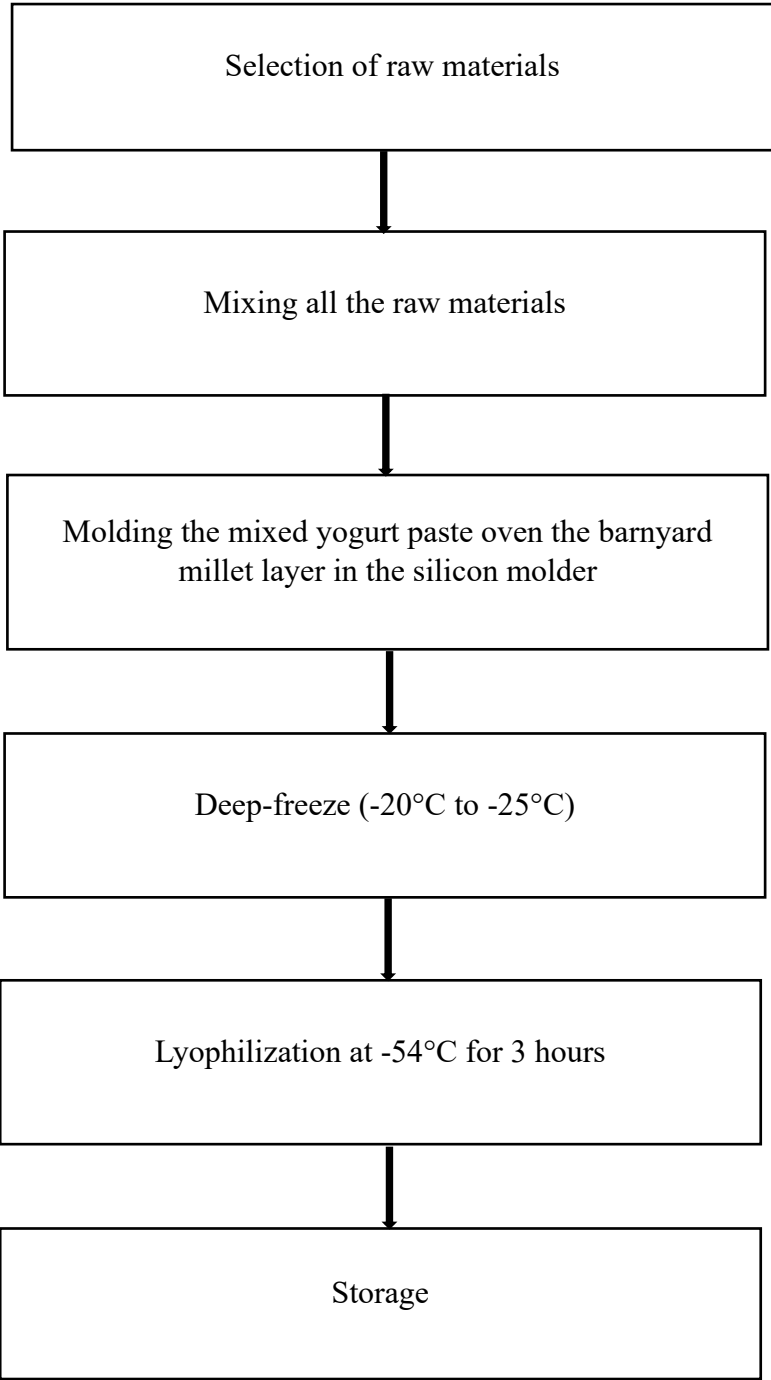 Selection of raw materials
Mixing all the raw materials
Molding the mixed yogurt paste oven the barnyard
millet layer in the silicon molder
Deep-freeze (-20°C to -25°C)
Lyophilization at -54°C for 3 hours
Storage